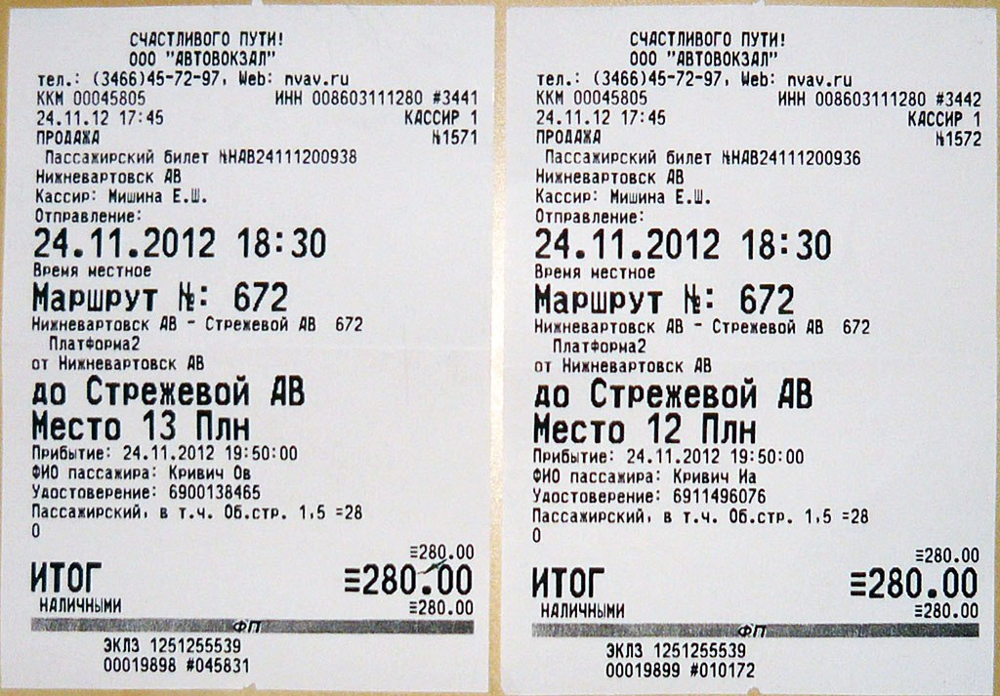 СЧАСТЛИВОГО ПУТИ!
ООО "АВТОВОКЗАЛ"
тел.: (3466)45-72-97, Web: nvav.ru
ККМ 00045805 ИНН 008603111280 #3441
24.11.12 17:45 КАССИР 1
ПРОДАЖА №1571
Пассажирский билет №НАВ24111200938
Нижневартовск АВ
Кассир: Мишина Е.Ш.
Отправление:
24.11.2012 18:30
Время местное
Маршрут №: 672
Нижневартовск АВ - Стрежевой АВ 672
Платформа2
от Нижневартовск АВ
до Стрежевой АВ
Место 13 Плн
Прибытие: 24.11.2012 19:50:00
ФИО пассажира: Кривич Ов
Удостоверение: 6900138465
Пассажирский, в т.ч. Об.стр. 1,5 =28
0
≡280.00
ИТОГ ≡280.00
НАЛИЧНЫМИ ≡280.00
ФП
ЭКЛЗ 1251255539
00019898 #045831
СЧАСТЛИВОГО ПУТИ!
ООО "АВТОВОКЗАЛ"
тел.: (3466)45-72-97, Web: nvav.ru
ККМ 00045805 ИНН 008603111280 #3442
24.11.12 17:45 КАССИР 1
ПРОДАЖА №1572
Пассажирский билет №НАВ24111200936
Нижневартовск АВ
Кассир: Мишина Е.Ш.
Отправление:
24.11.2012 18:30
Время местное
Маршрут №: 672
Нижневартовск АВ - Стрежевой АВ 672
Платформа2
от Нижневартовск АВ
до Стрежевой АВ
Место 12 Плн
Прибытие: 24.11.2012 19:50:00
ФИО пассажира: Кривич Иа
Удостоверение: 6911496076
Пассажирский, в т.ч. Об.стр. 1,5 =28
0
≡280.00
ИТОГ ≡280.00
НАЛИЧНЫМИ ≡280.00
ФП
ЭКЛЗ 1251255539
00019899 #010172